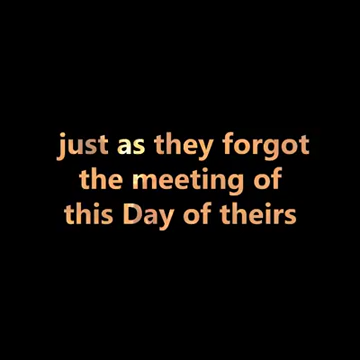 just as they forgot
the meeting of
this Day of theirs